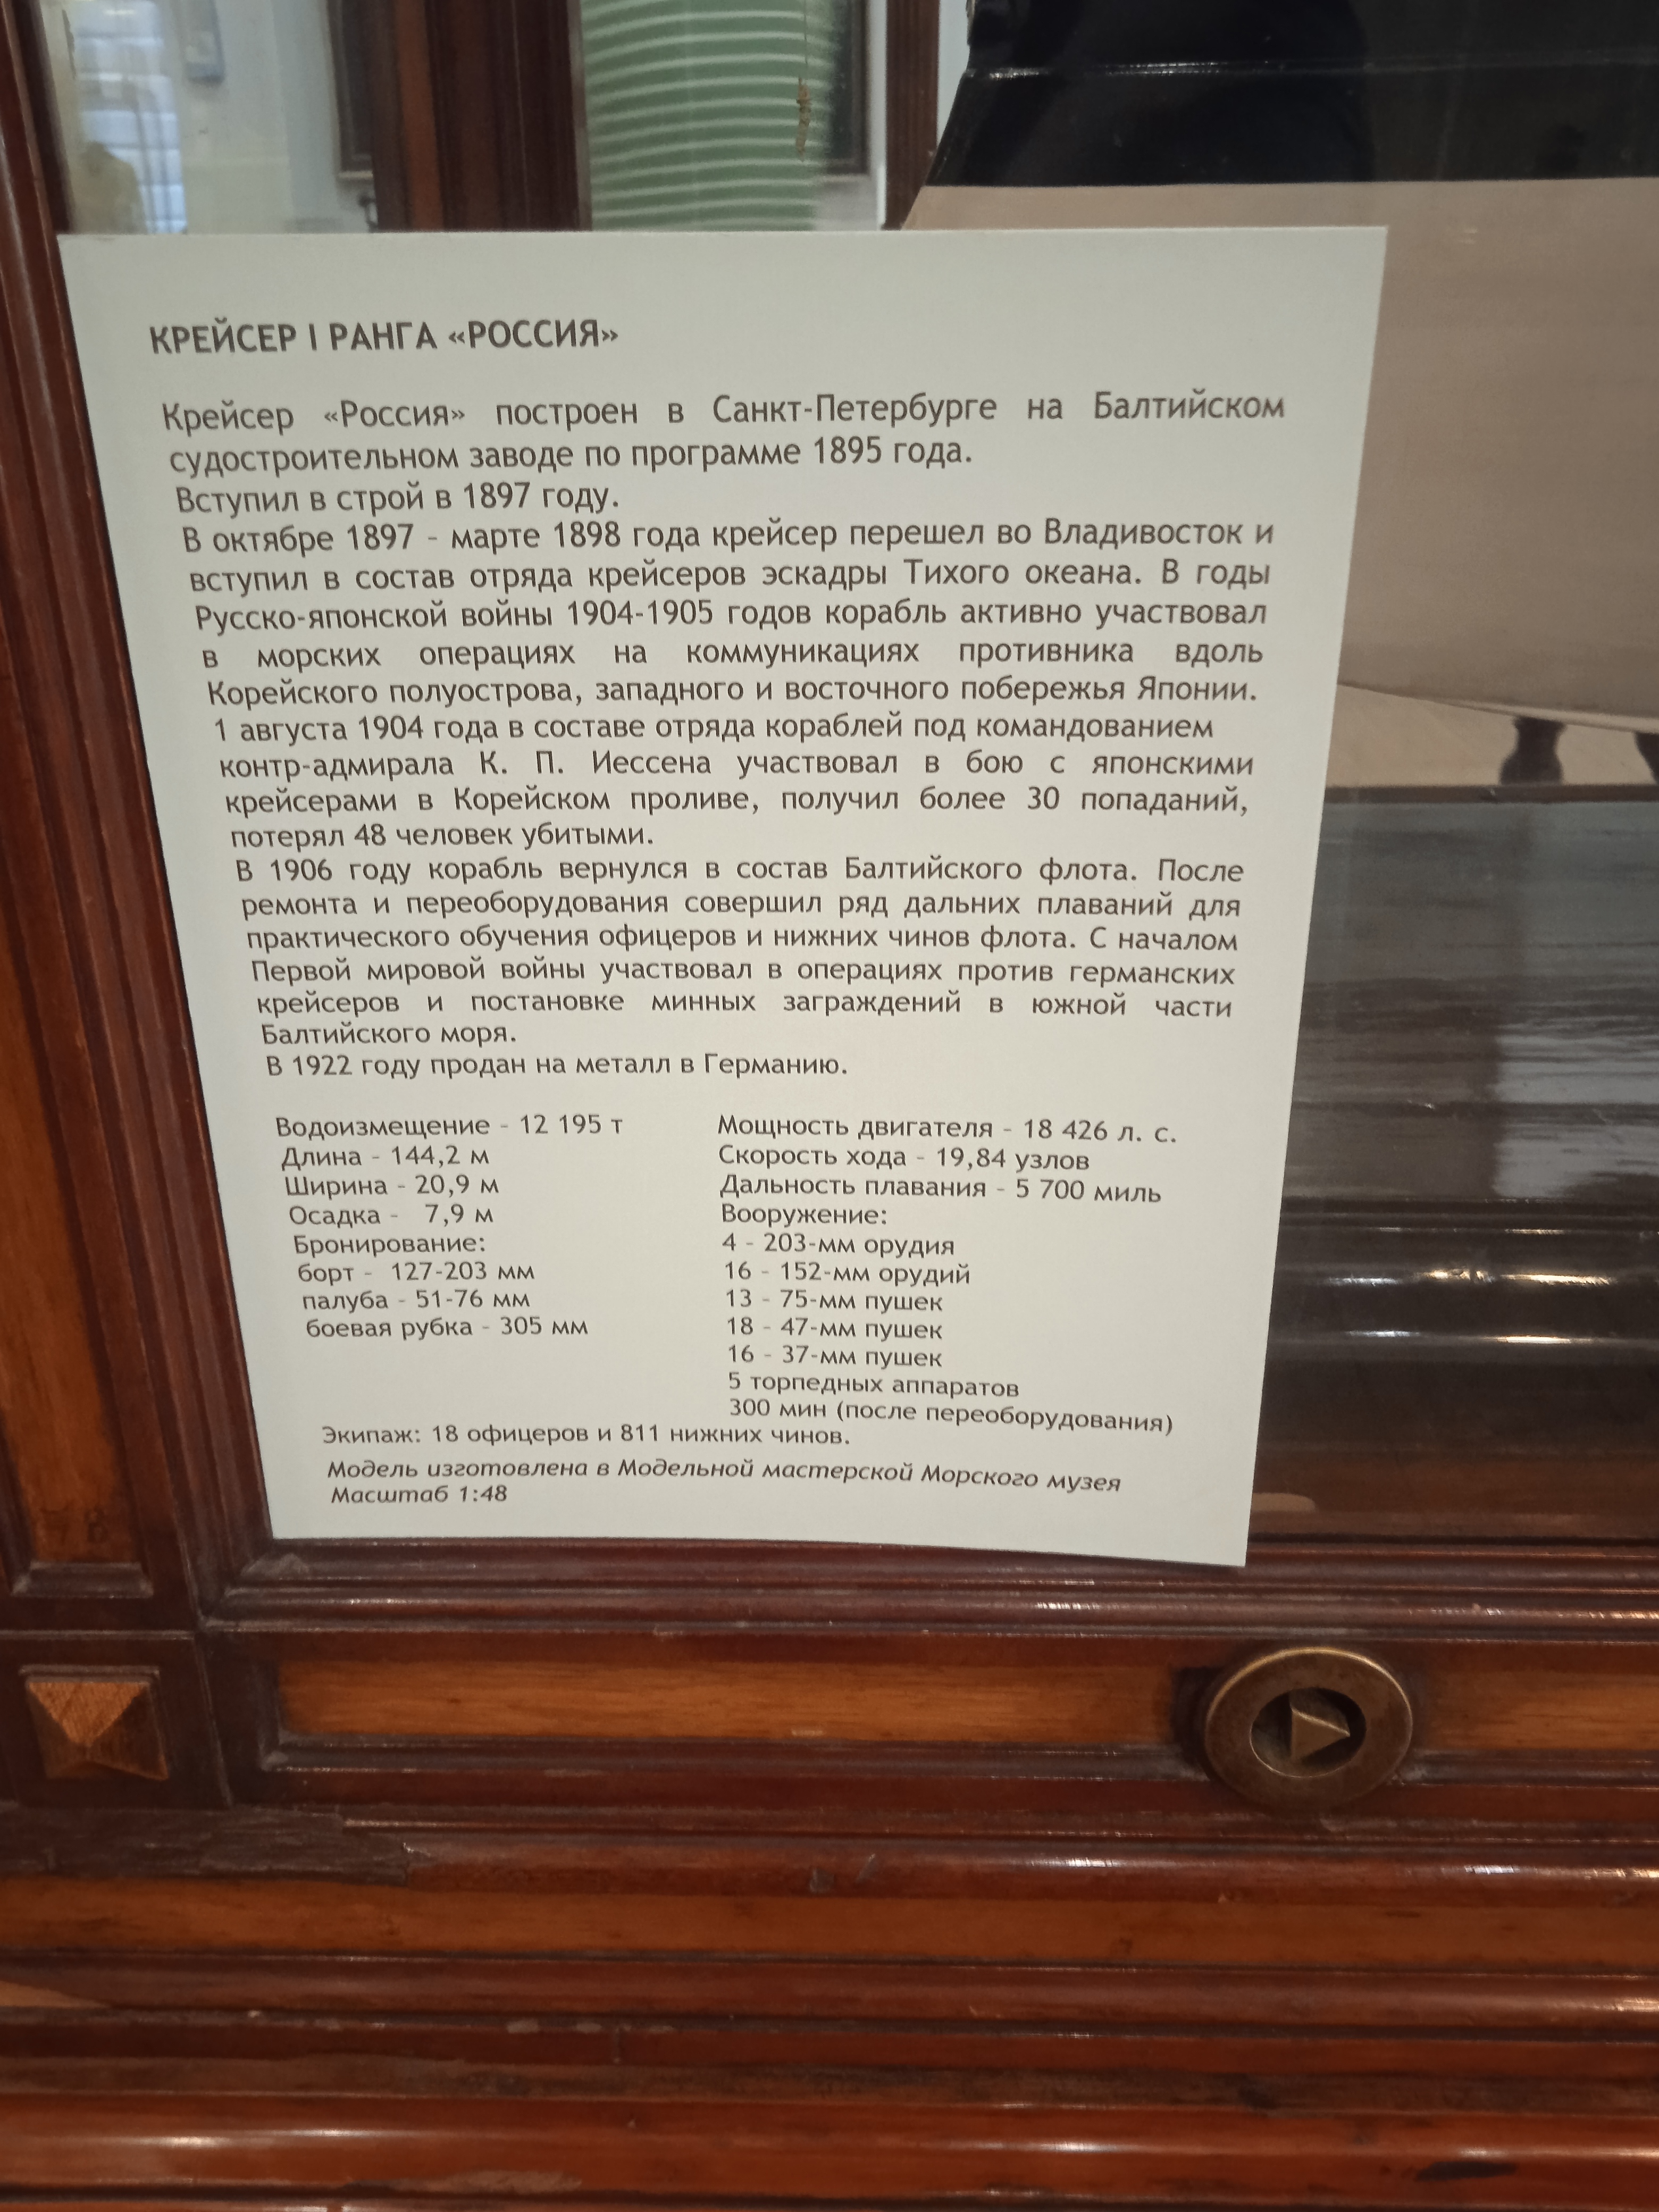 КРЕЙСЕР I РАНГА «РОССИЯ»
Крейсер «Россия» построен в Санкт-Петербурге на Балтийском
судостроительном заводе по программе 1895 года.
Вступил в строй в 1897 году.
В октябре 1897 - марте 1898 года крейсер перешел во Владивосток и
вступил в состав отряда крейсеров эскадры Тихого океана. В годы
Русско-японской войны 1904-1905 годов корабль активно участвовал
в морских операциях на коммуникациях противника вдоль
Корейского полуострова, западного и восточного побережья Японии.
1 августа 1904 года в составе отряда кораблей под командованием
контр-адмирала К. П. Иессена участвовал в бою с японскими
крейсерами в Корейском проливе, получил более 30 попаданий,
потерял 48 человек убитыми.
В 1906 году корабль вернулся в состав Балтийского флота. После
ремонта и переоборудования совершил ряд дальних плаваний для
практического обучения офицеров и нижних чинов флота. С началом
Первой мировой войны участвовал в операциях против германских
крейсеров и постановке минных заграждений в южной части
Балтийского моря.
В 1922 году продан на металл в Германию.
Водоизмещение - 12 195 т
Длина - 144,2 м
Ширина - 20,9 м
Осадка - 7,9 м
Бронирование:
борт - 127-203 мм
палуба - 51-76 мм
боевая рубка - 305 мм
Мощность двигателя - 18 426 л. с.
Скорость хода - 19,84 узлов
Дальность плавания - 5 700 миль
Вооружение:
4 - 203-мм орудия
16 - 152-мм орудий
13 - 75-мм пушек
18 - 47-мм пушек
16 - 37-мм пушек
5 торпедных аппаратов
300 мин (после переоборудования)
Экипаж: 18 офицеров и 811 нижних чинов.
Модель изготовлена в Модельной мастерской Морского музея
Масштаб 1:48